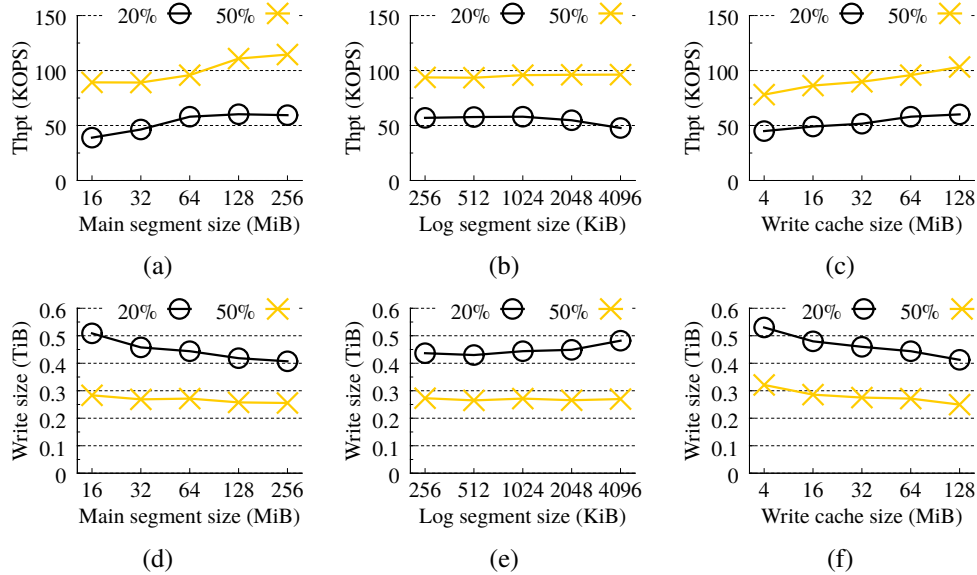 Thpt (KOPS)
150
100
50
0
20% 50%
16 32 64 128 256
Main segment size (MiB)
(a)
Thpt (KOPS)
150
100
50
0
20% 50%
256 512 1024 2048 4096
Log segment size (KiB)
(b)
Thpt (KOPS)
150
100
50
0
20% 50%
4 16 32 64 128
Write cache size (MiB)
(c)
Write size (TiB)
0.6
0.5
0.4
0.3
0.2
0.1
0
20% 50%
16 32 64 128 256
Main segment size (MiB)
(d)
Write size (TiB)
0.6
0.5
0.4
0.3
0.2
0.1
0
20% 50%
256 512 1024 2048 4096
Log segment size (KiB)
(e)
Write size (TiB)
0.6
0.5
0.4
0.3
0.2
0.1
0
20% 50%
4 16 32 64 128
Write cache size (MiB)
(f)